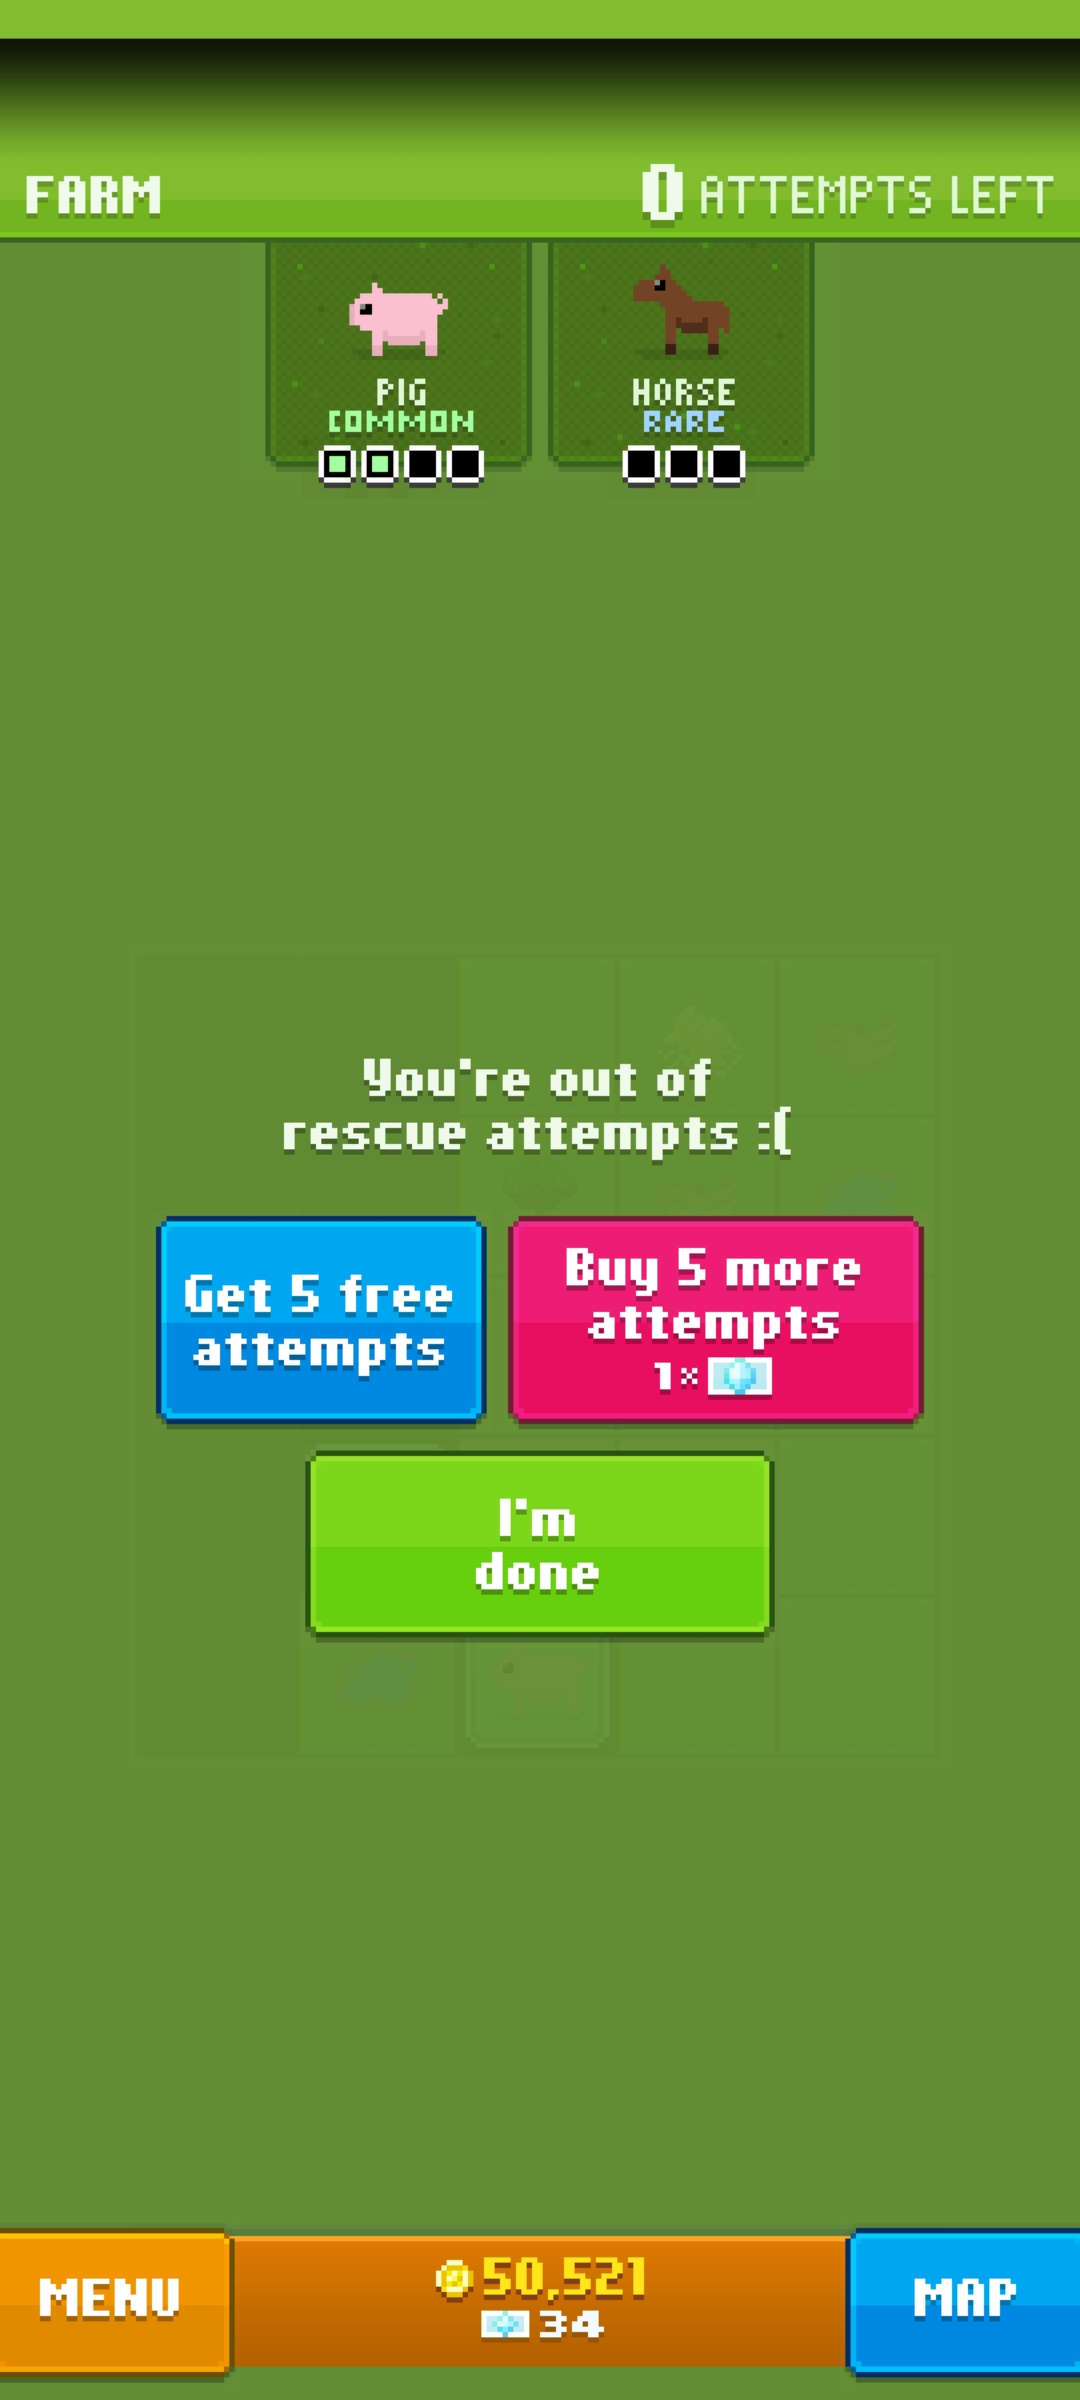 FARM
0 ATTEMPTS LEFT
PIG
COMMON
HORSE
RARE
You're out of
rescue attempts :(
Get 5 free
attempts
Buy 5 more
attempts
1×
I'm
done
MENU
50,521
34
MAP